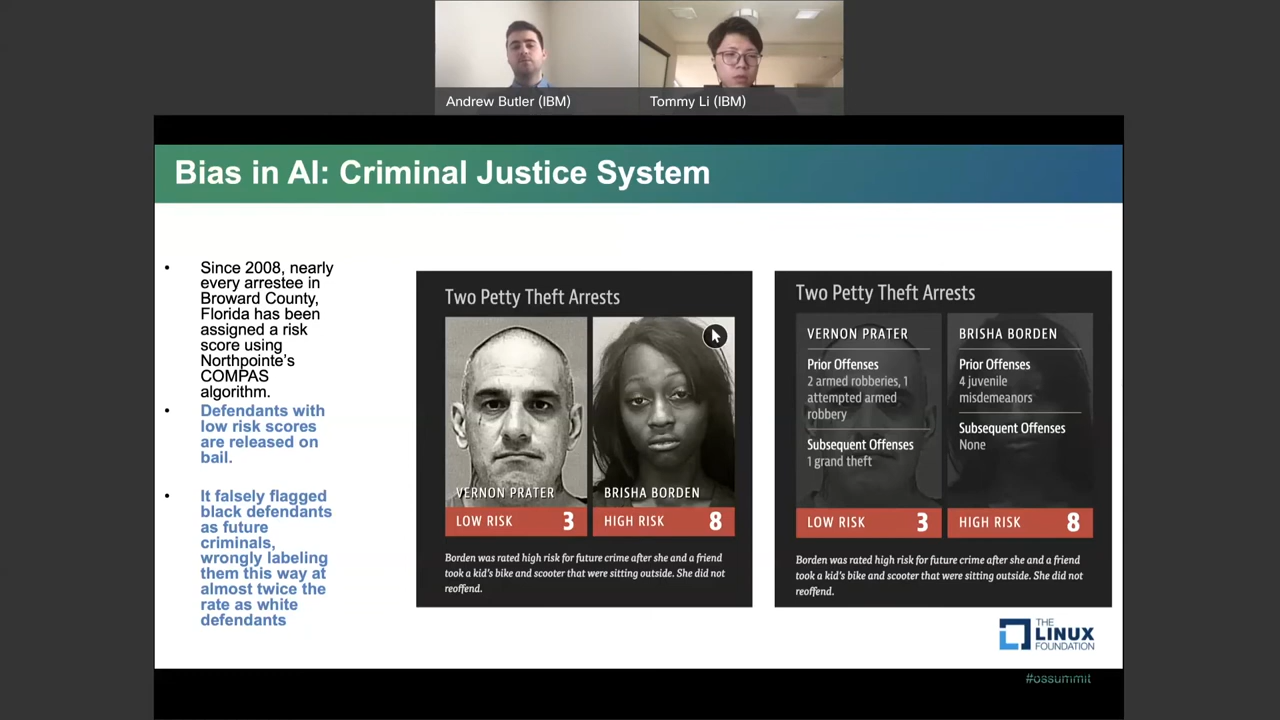 Andrew Butler (IBM)
Tommy Li (IBM)
Bias in AI: Criminal Justice System
• Since 2008, nearly
every arrestee in
Broward County,
Florida has been
assigned a risk
score using
Northpointe's
COMPAS
algorithm.
• Defendants with
low risk scores
are released on
bail.
• It falsely flagged
black defendants
as future
criminals,
wrongly labeling
them this way at
almost twice the
rate as white
defendants
Two Petty Theft Arrests
VERNON PRATER
BRISHA BORDEN
LOW RISK 3
HIGH RISK 8
Borden was rated high risk for future crime after she and a friend
took a kid's bike and scooter that were sitting outside. She did not
reoffend.
Two Petty Theft Arrests
VERNON PRATER
Prior Offenses
2 armed robberies, 1
attempted armed
robbery
Subsequent Offenses
1 grand theft
LOW RISK 3
BRISHA BORDEN
Prior Offenses
4 juvenile
misdemeanors
Subsequent Offenses
None
HIGH RISK 8
Borden was rated high risk for future crime after she and a friend
took a kid's bike and scooter that were sitting outside. She did not
reoffend.
THE
LINUX
FOUNDATION
#ossummit